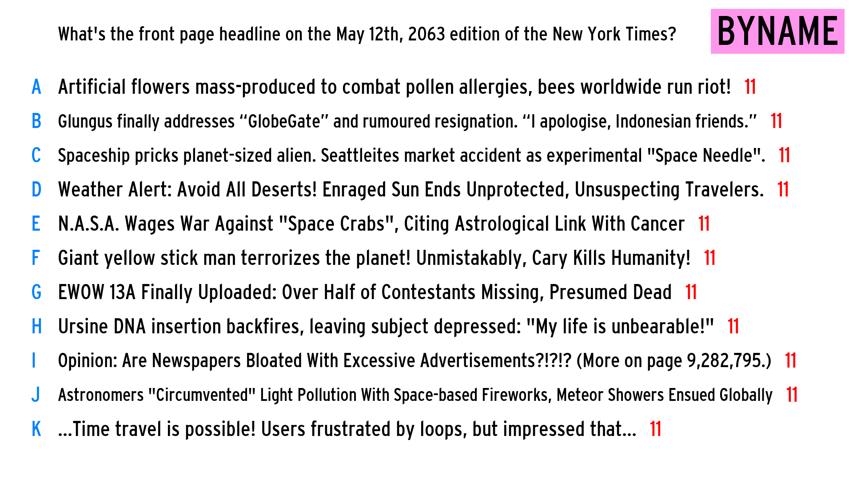 What's the front page headline on the May 12th, 2063 edition of the New York Times?
BYNAME
A Artificial flowers mass-produced to combat pollen allergies, bees worldwide run riot! 11
B Glungus finally addresses “GlobeGate” and rumoured resignation. “I apologise, Indonesian friends.” 11
C Spaceship pricks planet-sized alien. Seattleites market accident as experimental "Space Needle". 11
D Weather Alert: Avoid All Deserts! Enraged Sun Ends Unprotected, Unsuspecting Travelers. 11
E N.A.S.A. Wages War Against "Space Crabs", Citing Astrological Link With Cancer 11
F Giant yellow stick man terrorizes the planet! Unmistakably, Cary Kills Humanity! 11
G EWOW 13A Finally Uploaded: Over Half of Contestants Missing, Presumed Dead 11
H Ursine DNA insertion backfires, leaving subject depressed: "My life is unbearable!" 11
I Opinion: Are Newspapers Bloated With Excessive Advertisements?!?!? (More on page 9,282,795.) 11
J Astronomers "Circumvented" Light Pollution With Space-based Fireworks, Meteor Showers Ensued Globally 11
K ...Time travel is possible! Users frustrated by loops, but impressed that... 11